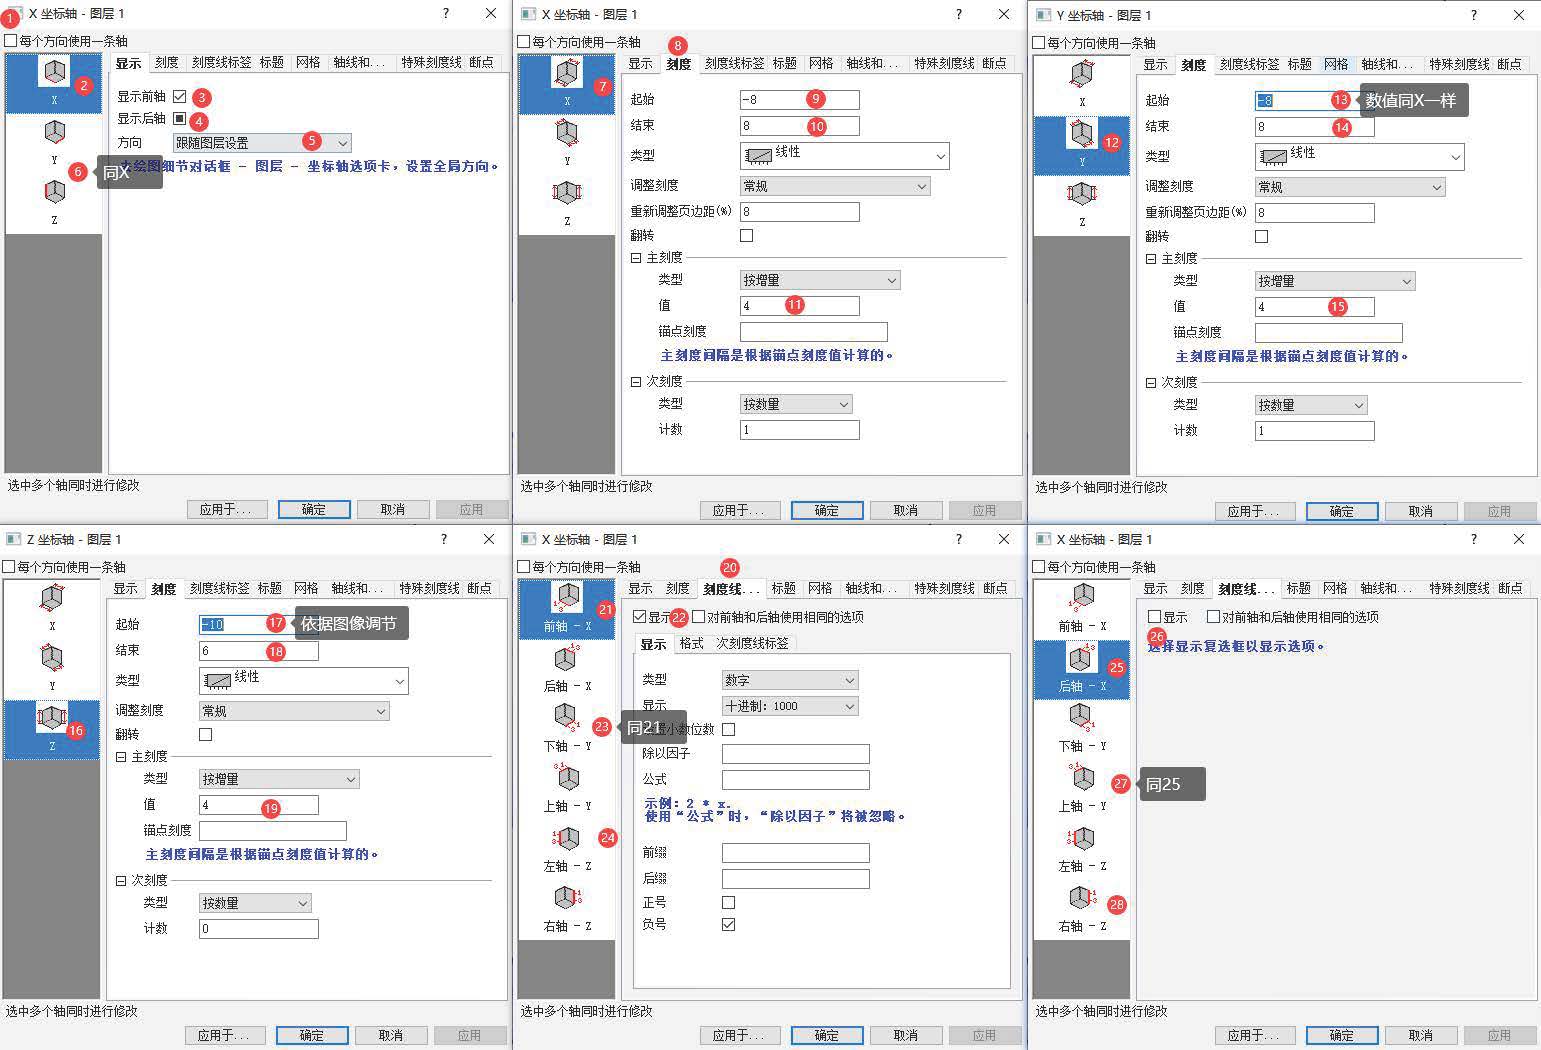 X 坐标轴 - 图层 1
? ×
1
每个方向使用一条轴
显示 刻度 刻度线标签 标题 网格 轴线和... 特殊刻度线 断点
2
X
Y
6
同X
Z
显示前轴 3
显示后轴 4
方向 跟随图层设置 5
绘图细节对话框 - 图层 - 坐标轴选项卡，设置全局方向。
选中多个轴同时进行修改
应用于... 确定 取消 应用
X 坐标轴 - 图层 1
? ×
每个方向使用一条轴
8
显示 刻度 刻度线标签 标题 网格 轴线和... 特殊刻度线 断点
7
X
Y
Z
起始 -8 9
结束 8 10
类型 线性
调整刻度 常规
重新调整页边距(%) 8
翻转
主刻度
类型 按增量
值 4 11
锚点刻度
主刻度间隔是根据锚点刻度值计算的。
次刻度
类型 按数量
计数 1
选中多个轴同时进行修改
应用于... 确定 取消 应用
Y 坐标轴 - 图层 1
? ×
每个方向使用一条轴
显示 刻度 刻度线标签 标题 网格 轴线和... 特殊刻度线 断点
X
12
Y
Z
起始 -8 13 数值同X一样
结束 8 14
类型 线性
调整刻度 常规
重新调整页边距(%) 8
翻转
主刻度
类型 按增量
值 4 15
锚点刻度
主刻度间隔是根据锚点刻度值计算的。
次刻度
类型 按数量
计数 1
选中多个轴同时进行修改
应用于... 确定 取消 应用
Z 坐标轴 - 图层 1
? ×
每个方向使用一条轴
显示 刻度 刻度线标签 标题 网格 轴线和... 特殊刻度线 断点
X
Y
16
Z
起始 -10 17 依据图像调节
结束 6 18
类型 线性
调整刻度 常规
翻转
主刻度
类型 按增量
值 4 19
锚点刻度
主刻度间隔是根据锚点刻度值计算的。
次刻度
类型 按数量
计数 0
选中多个轴同时进行修改
应用于... 确定 取消 应用
X 坐标轴 - 图层 1
? ×
每个方向使用一条轴
20
显示 刻度 刻度线... 标题 网格 轴线和... 特殊刻度线 断点
21
前轴 - X
后轴 - X
23 同21
下轴 - Y
上轴 - Y
24
左轴 - Z
右轴 - Z
显示 22 对前轴和后轴使用相同的选项
显示 格式 次刻度线标签
类型 数字
显示 十进制: 1000
置小数位数
除以因子
公式
示例: 2 * x.
使用“公式”时，“除以因子”将被忽略。
前缀
后缀
正号
负号
选中多个轴同时进行修改
应用于... 确定 取消 应用
X 坐标轴 - 图层 1
? ×
每个方向使用一条轴
显示 刻度 刻度线... 标题 网格 轴线和... 特殊刻度线 断点
前轴 - X
25
后轴 - X
下轴 - Y
27 同25
上轴 - Y
左轴 - Z
28
右轴 - Z
显示 对前轴和后轴使用相同的选项
26
选择显示复选框以显示选项。
选中多个轴同时进行修改
应用于... 确定 取消 应用